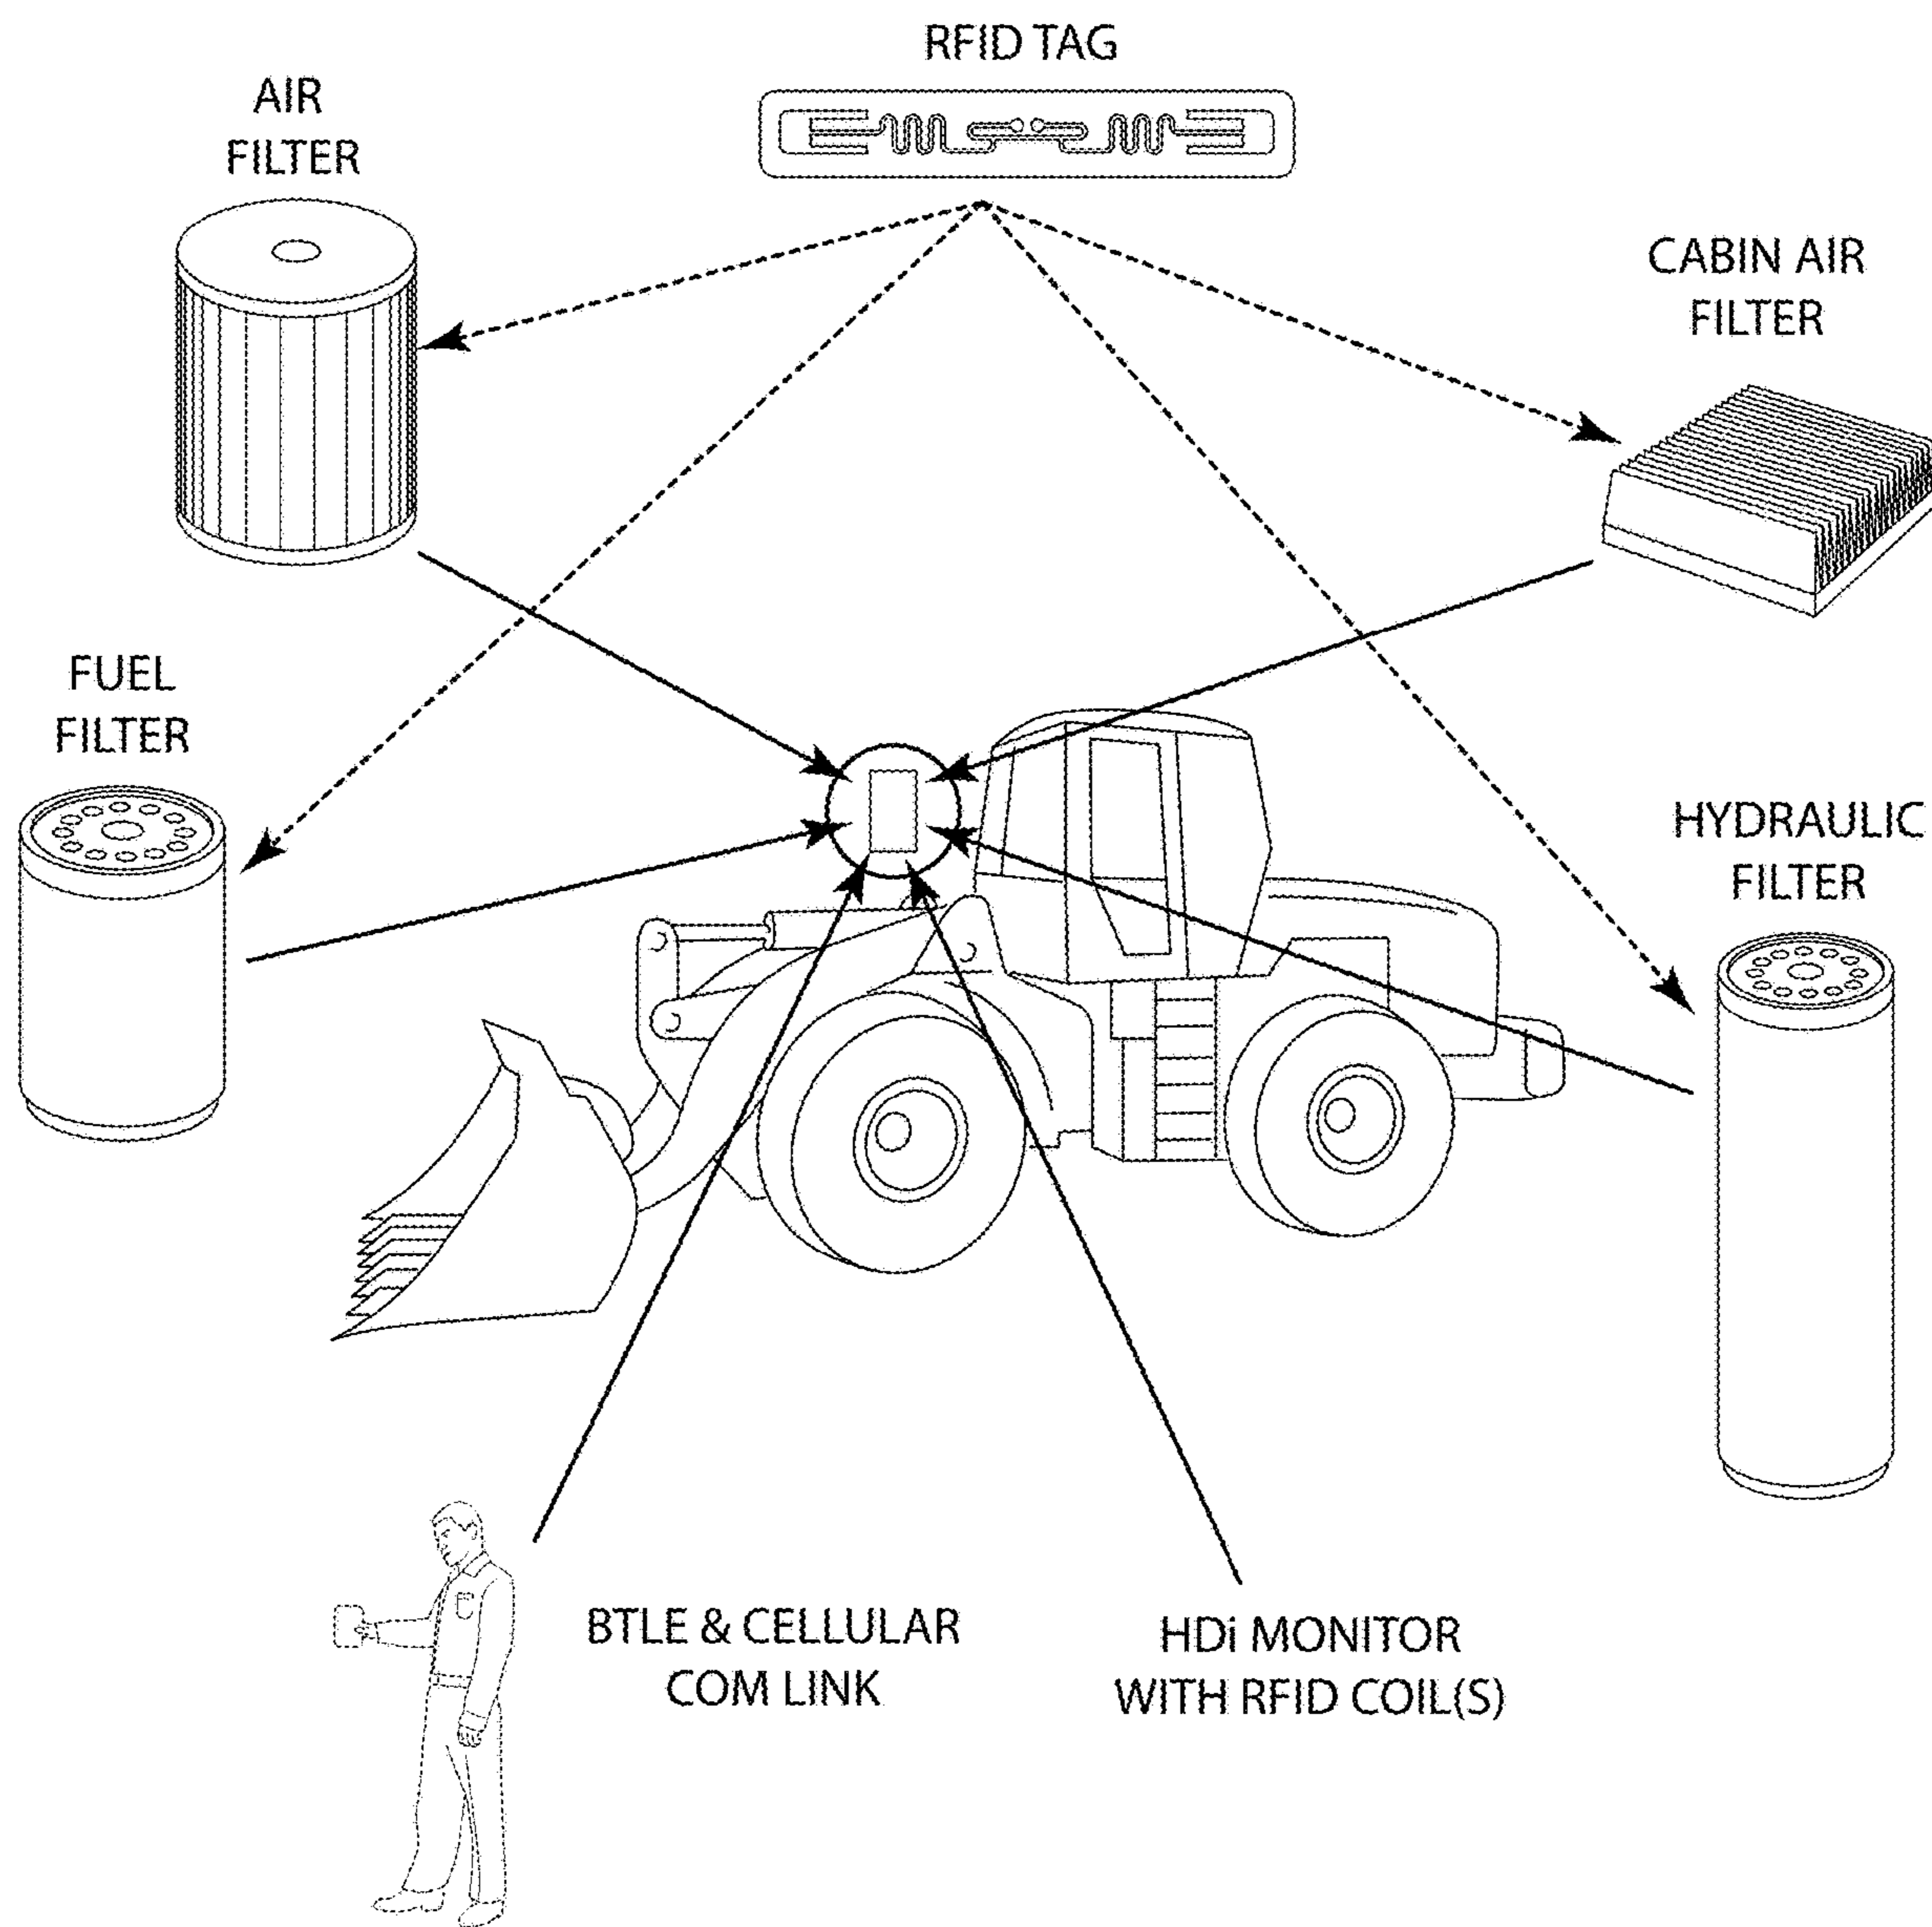 RFID TAG
AIR
FILTER
CABIN AIR
FILTER
FUEL
FILTER
HYDRAULIC
FILTER
BTLE & CELLULAR
COM LINK
HDi MONITOR
WITH RFID COIL(S)